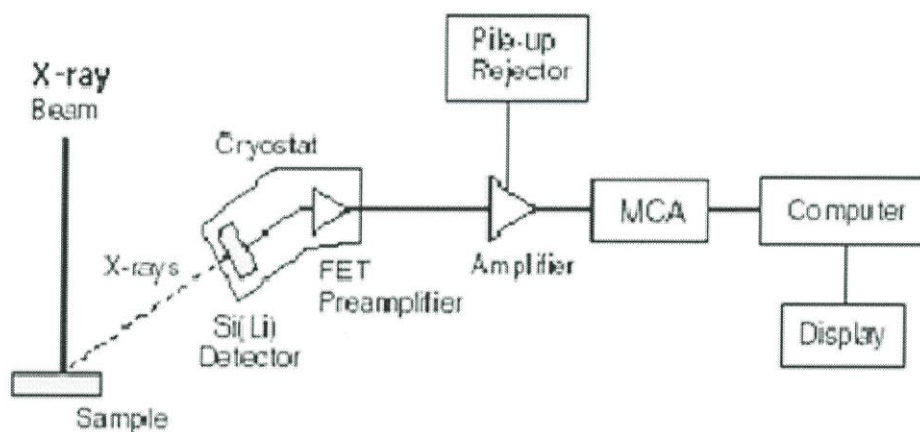 Pile-up
Rejector
X-ray
Beam
Cryostat
MCA
Computer
X-rays
FET
Preamplifier
Amplifier
Si(Li)
Detector
Display
Sample